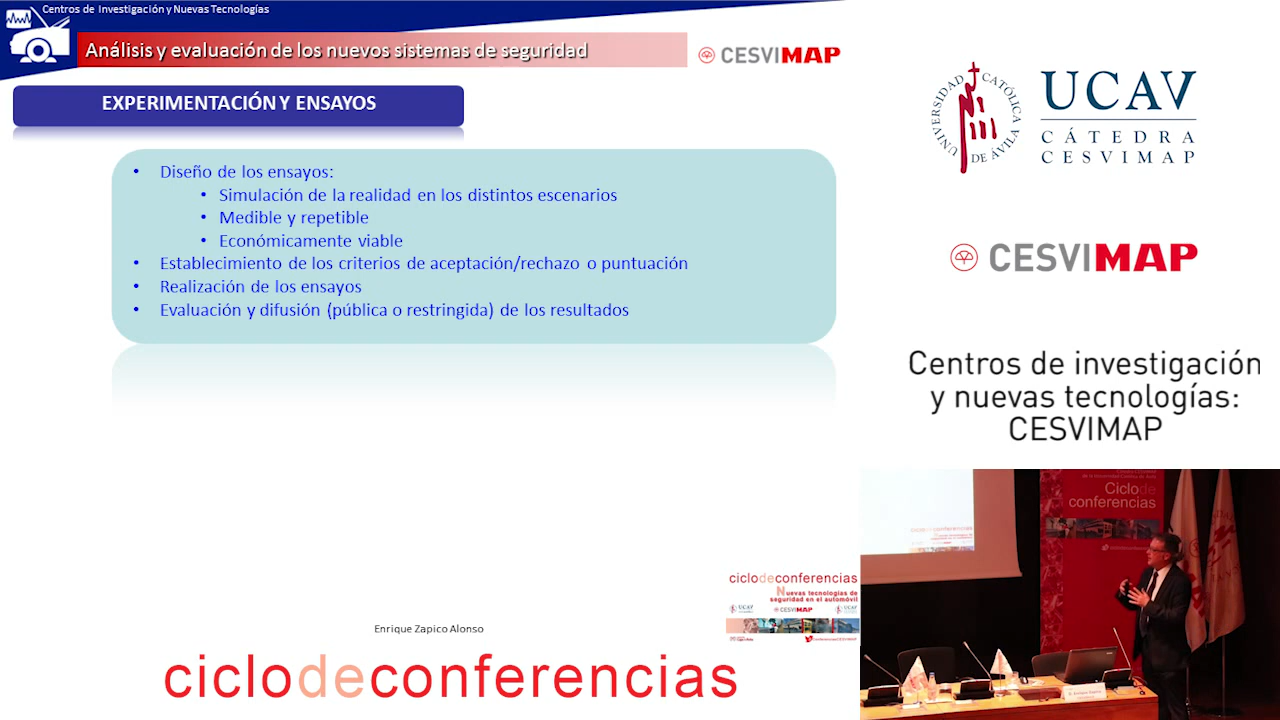 Centros de Investigación y Nuevas Tecnologías
Análisis y evaluación de los nuevos sistemas de seguridad
CESVIMAP
EXPERIMENTACIÓN Y ENSAYOS
• Diseño de los ensayos:
• Simulación de la realidad en los distintos escenarios
• Medible y repetible
• Económicamente viable
• Establecimiento de los criterios de aceptación/rechazo o puntuación
• Realización de los ensayos
• Evaluación y difusión (pública o restringida) de los resultados
ciclodeconferencias
Nuevas tecnologías de
seguridad en el automóvil
UCAV
CESVIMAP
UCAV
Enrique Zapico Alonso
ciclodeconferencias
UNIVERSIDAD CATÓLICA DE ÁVILA
UCAV
CÁTEDRA
CESVIMAP
CESVIMAP
Centros de investigación
y nuevas tecnologías:
CESVIMAP
Ciclode
conferencias
ciclodeconferencias